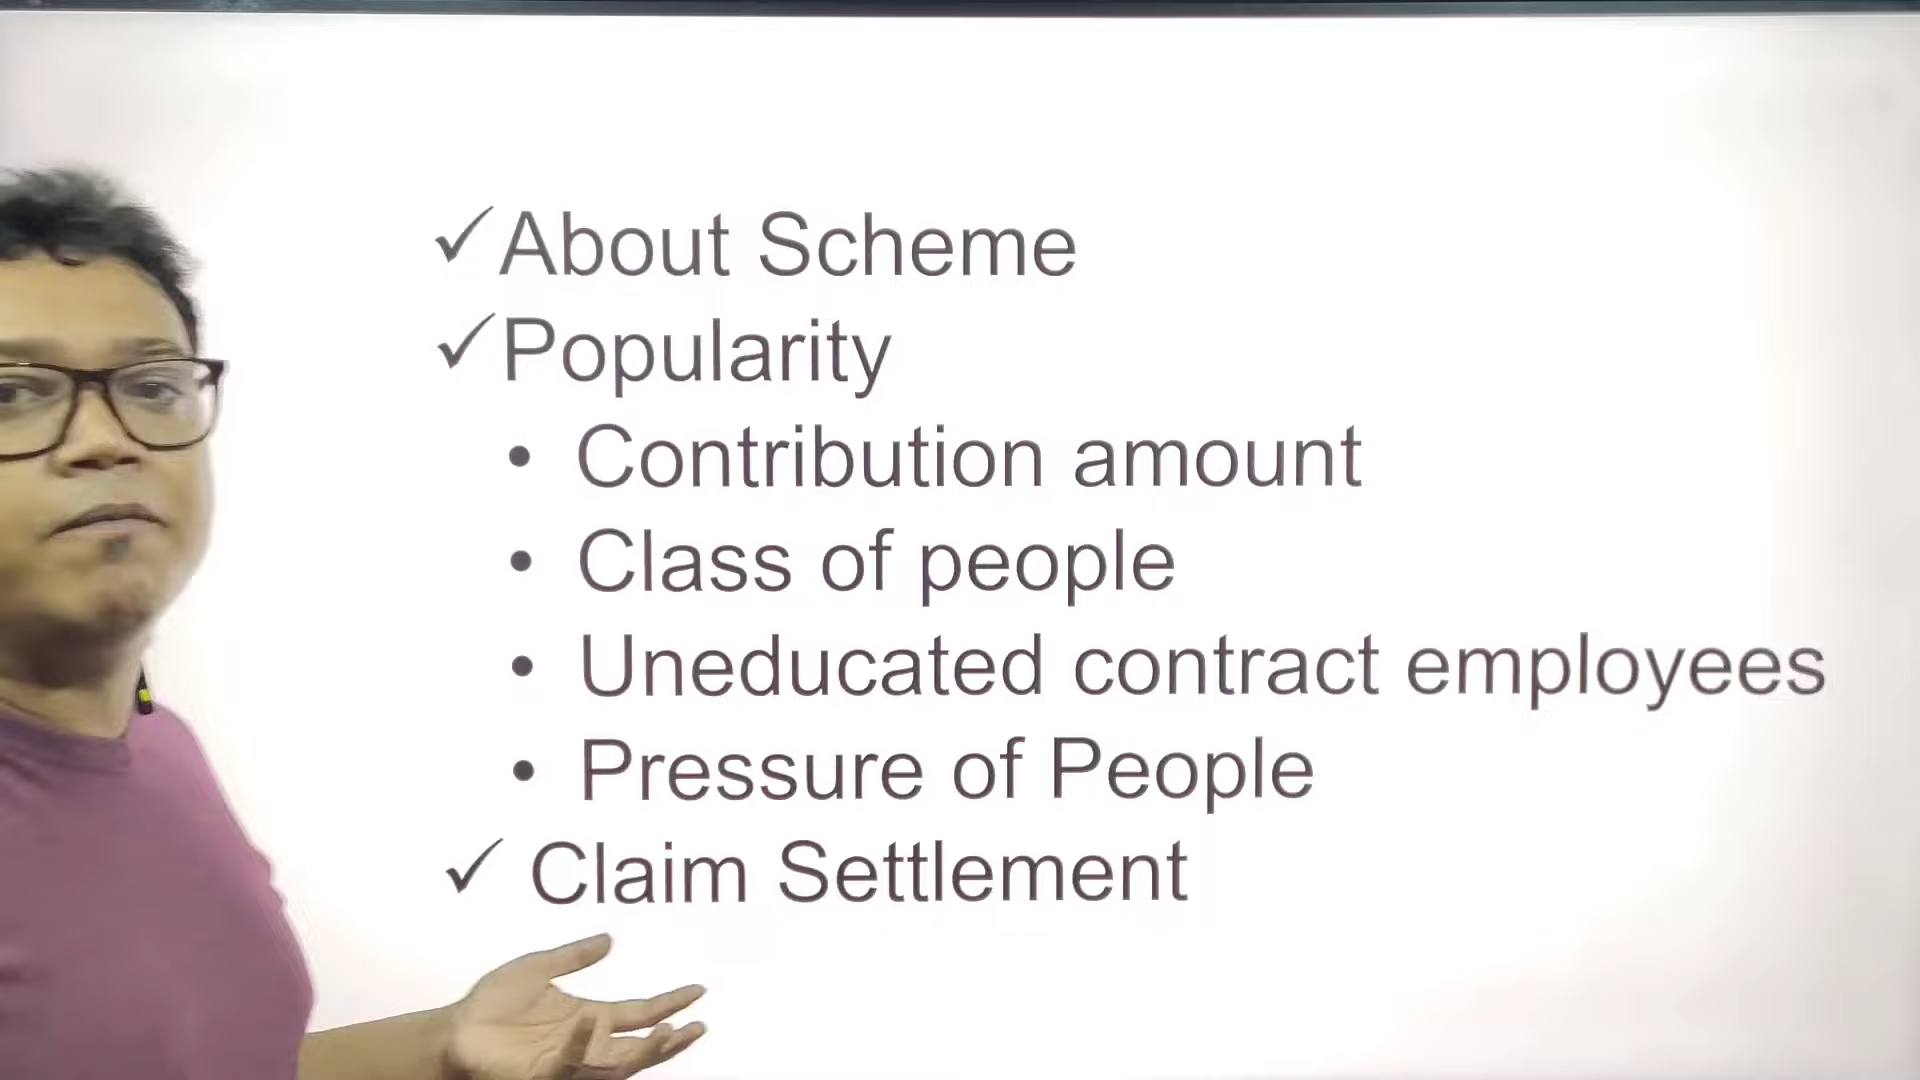 ✓ About Scheme
✓ Popularity
• Contribution amount
• Class of people
• Uneducated contract employees
• Pressure of People
✓ Claim Settlement